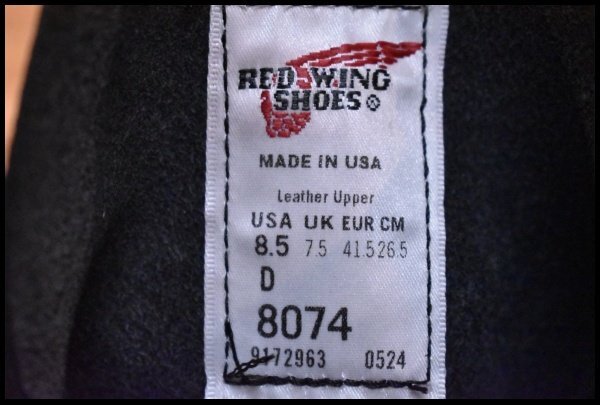 RED WING
SHOES®
MADE IN USA
Leather Upper
USA UK EUR CM
8.5 7.5 41.5 26.5
D
8074
9172963 0524